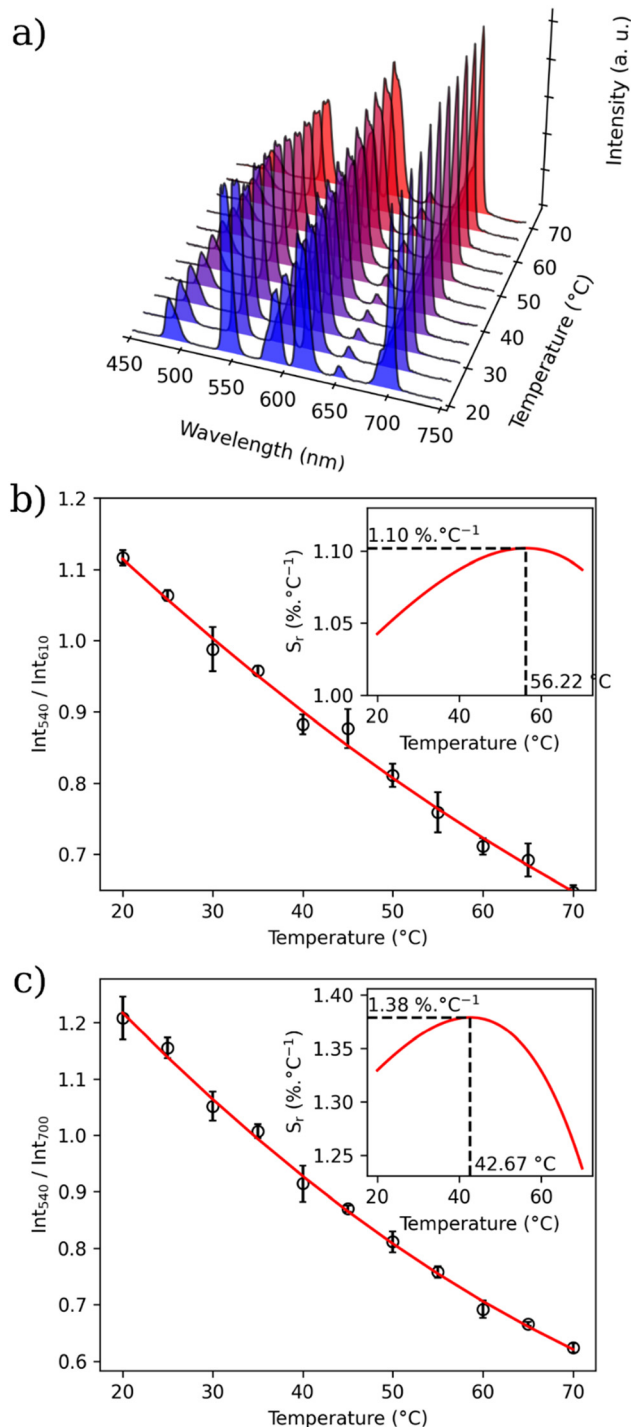 a)
Intensity (a. u.)
70
60
50
40
30
20
Temperature (°C)
450
500
550
600
650
700
750
Wavelength (nm)
b)
1.2
1.1
1.0
0.9
0.8
0.7
Int₅₄₀ / Int₆₁₀
20 30 40 50 60 70
Temperature (°C)
1.10 %.°C⁻¹
1.10
1.05
1.00
Sᵣ (%.°C⁻¹)
56.22 °C
20 40 60
Temperature (°C)
c)
1.2
1.1
1.0
0.9
0.8
0.7
0.6
Int₅₄₀ / Int₇₀₀
20 30 40 50 60 70
Temperature (°C)
1.40
1.38 %.°C⁻¹
1.35
1.30
1.25
Sᵣ (%.°C⁻¹)
42.67 °C
20 40 60
Temperature (°C)